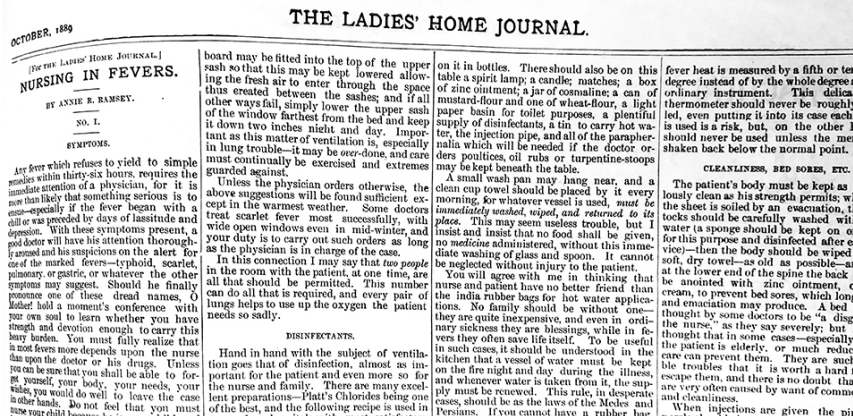 OCTOBER, 1889
THE LADIES' HOME JOURNAL.
[FOR THE LADIES' HOME JOURNAL.]
NURSING IN FEVERS.
BY ANNIE R. RAMSEY.
NO. I.
SYMPTOMS.
Any fever which refuses to yield to simple
remedies within thirty-six hours, requires the
immediate attention of a physician, for it is
more than likely that something serious is to
issue—especially if the fever began with a
chill or was preceded by days of lassitude and
depression. With these symptoms present, a
good doctor will have his attention thorough-
ly aroused and his suspicions on the alert for
one of the marked fevers—typhoid, scarlet,
pulmonary, or gastric, or whatever the other
symptoms may suggest. Should he finally
pronounce one of these dread names, O
Mother! hold a moment's conference with
your own soul to learn whether you have
strength and devotion enough to carry this
heavy burden. You must fully realize that
in most fevers more depends upon the nurse
than upon the doctor or his drugs. Unless
you can be sure that you shall be able to for-
get yourself, your body, your needs, your
wishes, you would do well to leave the case
in other hands. Do not feel that you must
nurse your child
board may be fitted into the top of the upper
sash so that this may be kept lowered allow-
ing the fresh air to enter through the space
thus ereated between the sashes; and if all
other ways fail, simply lower the upper sash
of the window farthest from the bed and keep
it down two inches night and day. Impor-
tant as this matter of ventilation is, especially
in lung trouble—it may be over-done, and care
must continually be exercised and extremes
guarded against.
Unless the physician orders otherwise, the
above suggestions will be found sufficient ex-
cept in the warmest weather. Some doctors
treat scarlet fever most successfully, with
wide open windows even in mid-winter, and
your duty is to carry out such orders as long
as the physician is in charge of the case.
In this connection I may say that two people
in the room with the patient, at one time, are
all that should be permitted. This number
can do all that is required, and every pair of
lungs helps to use up the oxygen the patient
needs so sadly.
DISINFECTANTS.
Hand in hand with the subject of ventila-
tion goes that of disinfection, almost as im-
portant for the patient and even more so for
the nurse and family. There are many excel-
lent preparations—Platt's Chlorides being one
of the best, and the following recipe is used in
on it in bottles. There should also be on this
table a spirit lamp; a candle; matches; a box
of zinc ointment; a jar of cosmaline; a can of
mustard-flour and one of wheat-flour, a light
paper basin for toilet purposes, a plentiful
supply of disinfectants, a tin to carry hot wa-
ter, the injection pipe, and all of the parapher-
nalia which will be needed if the doctor or-
ders poultices, oil rubs or turpentine-stoops
may be kept beneath the table.
A small wash pan may hang near, and a
clean cup towel should be placed by it every
morning, for whatever vessel is used, must be
immediately washed, wiped, and returned to its
place. This may seem useless trouble, but I
insist and insist that no food shall be given,
no medicine administered, without this imme-
diate washing of glass and spoon. It cannot
be neglected without injury to the patient.
You will agree with me in thinking that
nurse and patient have no better friend than
the india rubber bags for hot water applica-
tions. No family should be without one—
they are quite inexpensive, and even in ordi-
nary sickness they are blessings, while in fe-
vers they often save life itself. To be useful
in such cases, it should be understood in the
kitchen that a vessel of water must be kept
on the fire night and day during the illness,
and whenever water is taken from it, the sup-
ply must be renewed. This rule, in desperate
cases, should be as the laws of the Medes and
Persians. If you cannot have a rubber bag
fever heat is measured by a fifth or
degree instead of by the whole degree
ordinary instrument. This
thermometer should never be roughly
led, even putting it into its case each
is used is a risk, but, on the other
should never be used unless the
shaken back below the normal point.
CLEANLINESS, BED SORES, ETC.
The patient's body must be kept as
lously clean as his strength permits;
the sheet is soiled by an evacuation,
tocks should be carefully washed
water (a sponge should be kept on
for this purpose and disinfected after
vice)—then the body should be wiped
soft, dry towel—as old as possible—
at the lower end of the spine the back
be anointed with zinc ointment,
cream, to prevent bed sores, which
and emaciation may produce. A bed
thought by some doctors to be "a
the nurse," as they say severely; but
thought that in some cases—especially
the patient is elderly, or much
care can prevent them. They are
ble troubles that it is worth a hard
escape them, and there is no doubt
are very often caused by want of
and cleanliness.
When injections are given the